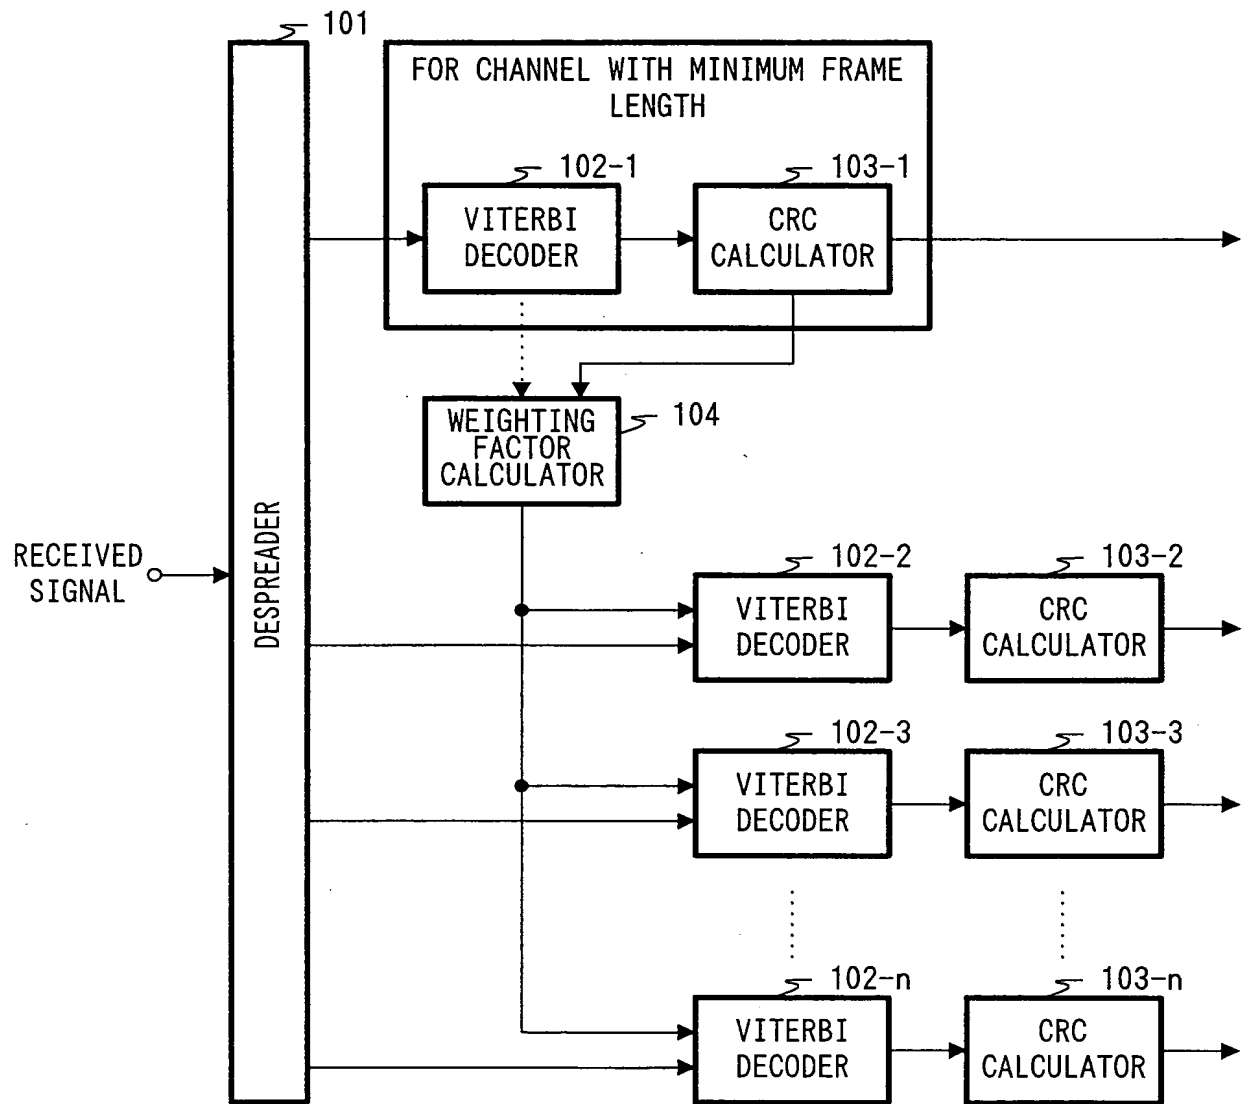 101
FOR CHANNEL WITH MINIMUM FRAME
LENGTH
102-1
103-1
VITERBI
DECODER
CRC
CALCULATOR
WEIGHTING
FACTOR
CALCULATOR
104
RECEIVED
SIGNAL
DESPREADER
102-2
103-2
VITERBI
DECODER
CRC
CALCULATOR
102-3
103-3
VITERBI
DECODER
CRC
CALCULATOR
102-n
103-n
VITERBI
DECODER
CRC
CALCULATOR